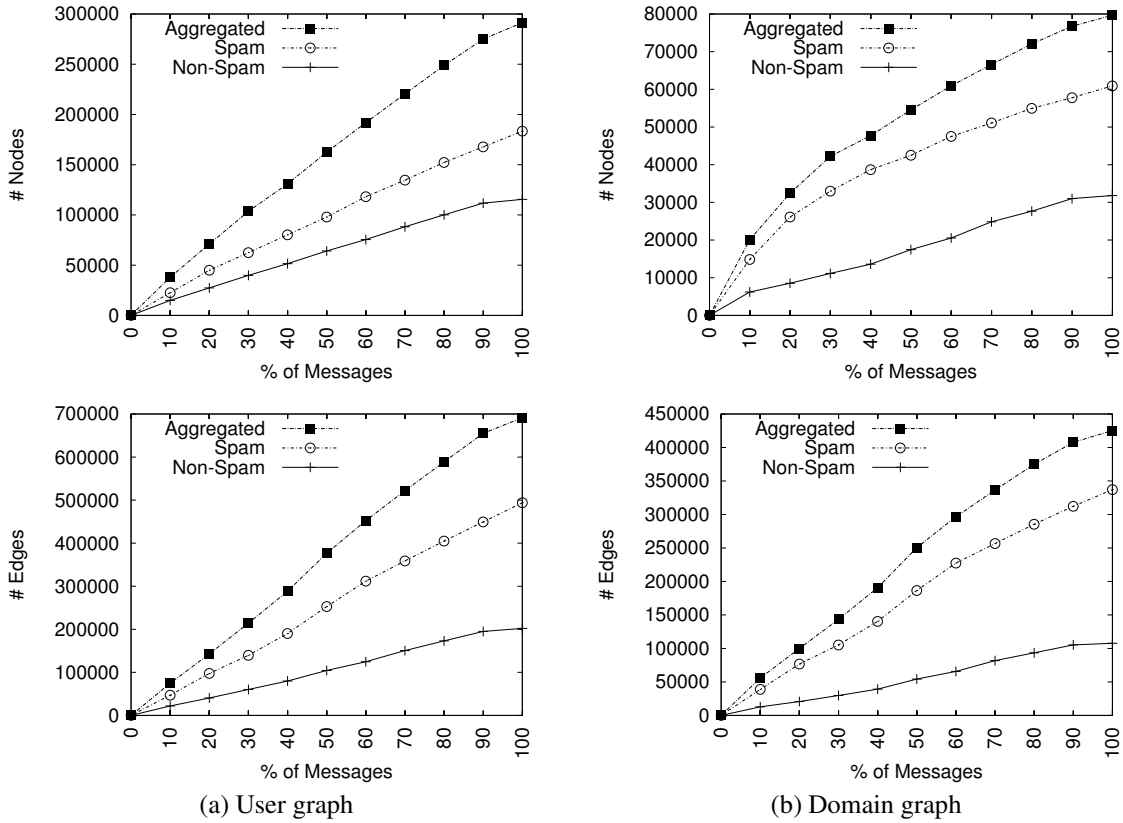 300000
250000
200000
150000
100000
50000
0
# Nodes
Aggregated
Spam
Non-Spam
0 10 20 30 40 50 60 70 80 90 100
% of Messages
80000
70000
60000
50000
40000
30000
20000
10000
0
# Nodes
Aggregated
Spam
Non-Spam
0 10 20 30 40 50 60 70 80 90 100
% of Messages
700000
600000
500000
400000
300000
200000
100000
0
# Edges
Aggregated
Spam
Non-Spam
0 10 20 30 40 50 60 70 80 90 100
% of Messages
(a) User graph
450000
400000
350000
300000
250000
200000
150000
100000
50000
0
# Edges
Aggregated
Spam
Non-Spam
0 10 20 30 40 50 60 70 80 90 100
% of Messages
(b) Domain graph